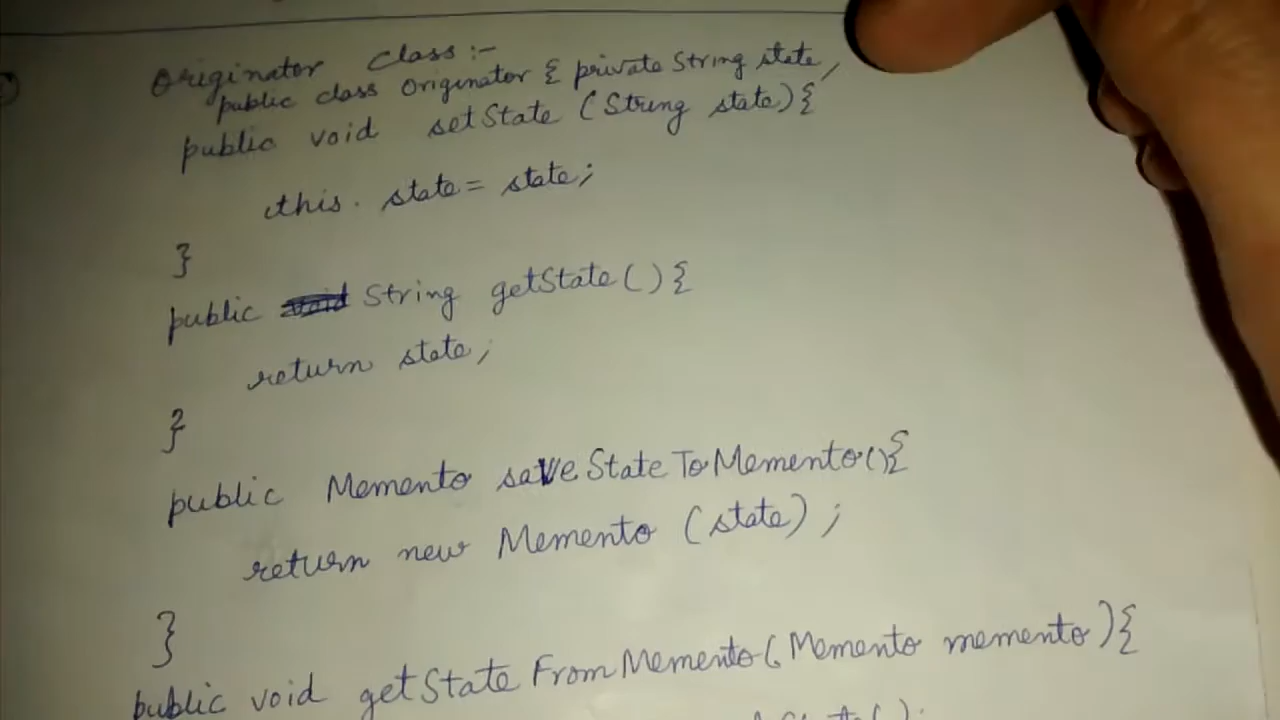 Originator Class:-
public class Originator { private String state;
public void setState (String state){
this. state = state;
}
public String getState(){
return state;
}
public Memento saveStateToMemento(){
return new Memento (state);
}
public void getStateFromMemento(Memento memento){